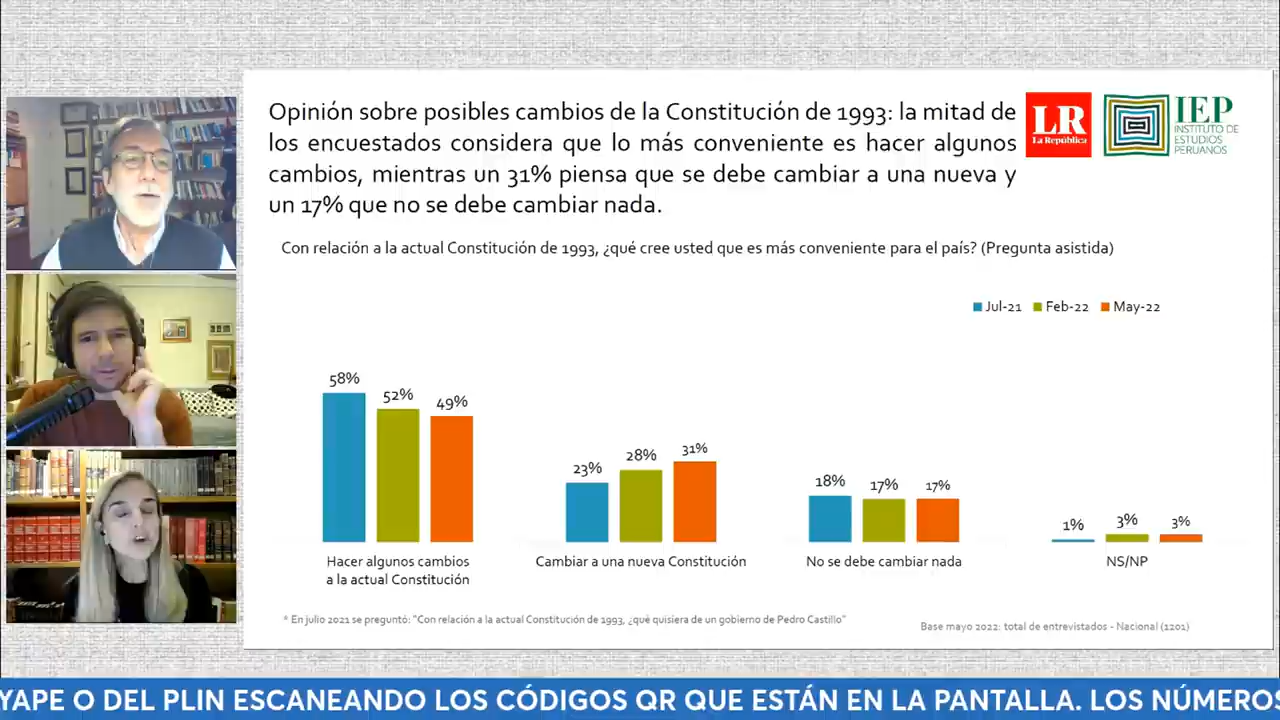 Opinión sobre posibles cambios de la Constitución de 1993: la mitad de
los encuestados considera que lo más conveniente es hacer algunos
cambios, mientras un 31% piensa que se debe cambiar a una nueva y
un 17% que no se debe cambiar nada.
LR
La República
IEP
INSTITUTO DE
ESTUDIOS
PERUANOS
Con relación a la actual Constitución de 1993, ¿qué cree usted que es más conveniente para el país? (Pregunta asistida)
Jul-21 Feb-22 May-22
58% 52% 49%
23% 28% 31%
18% 17% 17%
1% 3% 3%
Hacer algunos cambios
a la actual Constitución
Cambiar a una nueva Constitución
No se debe cambiar nada
NS/NP
* En julio 2021 se preguntó: "Con relación a la actual Constitución de 1993, ¿qué quisiera de un gobierno de Pedro Castillo"
Base mayo 2022: total de entrevistados - Nacional (1201)
YAPE O DEL PLIN ESCANEANDO LOS CÓDIGOS QR QUE ESTÁN EN LA PANTALLA. LOS NÚMEROS